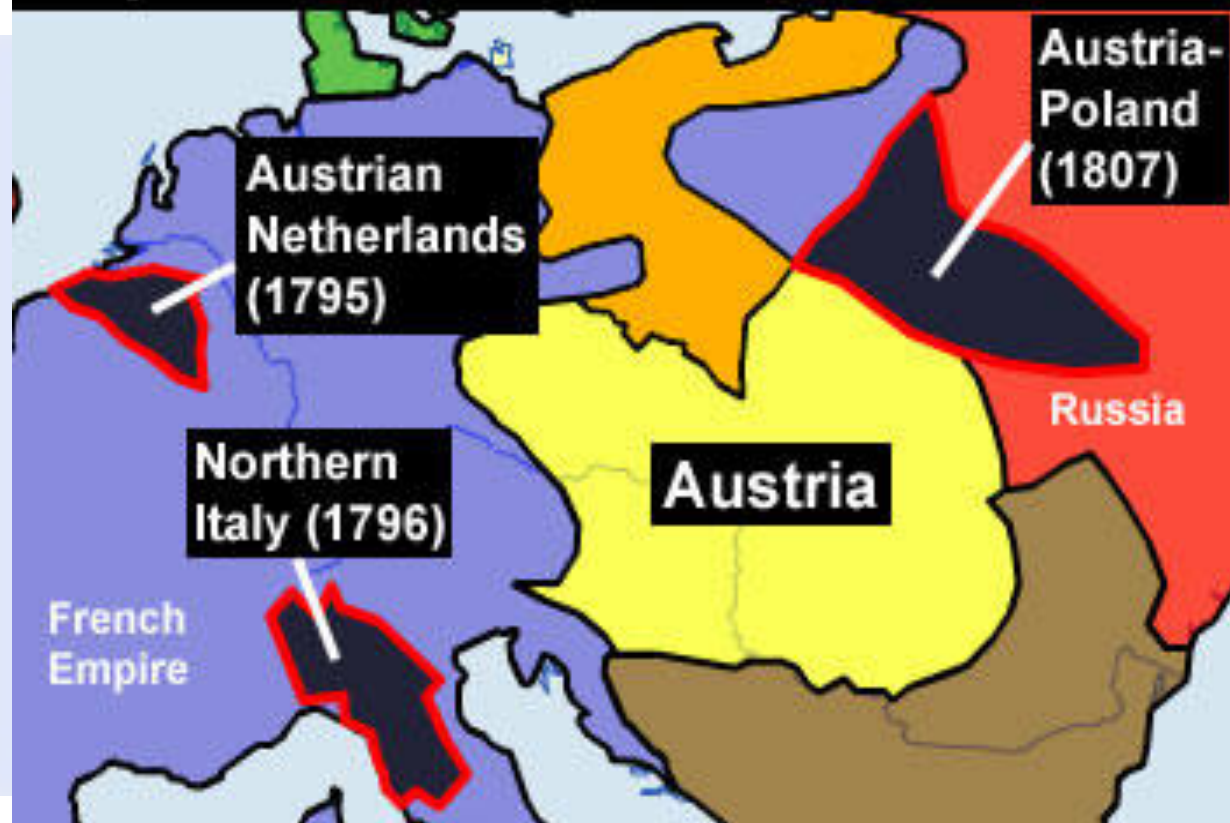 Austria-
Poland
(1807)
Austrian
Netherlands
(1795)
Russia
Northern
Italy (1796)
Austria
French
Empire